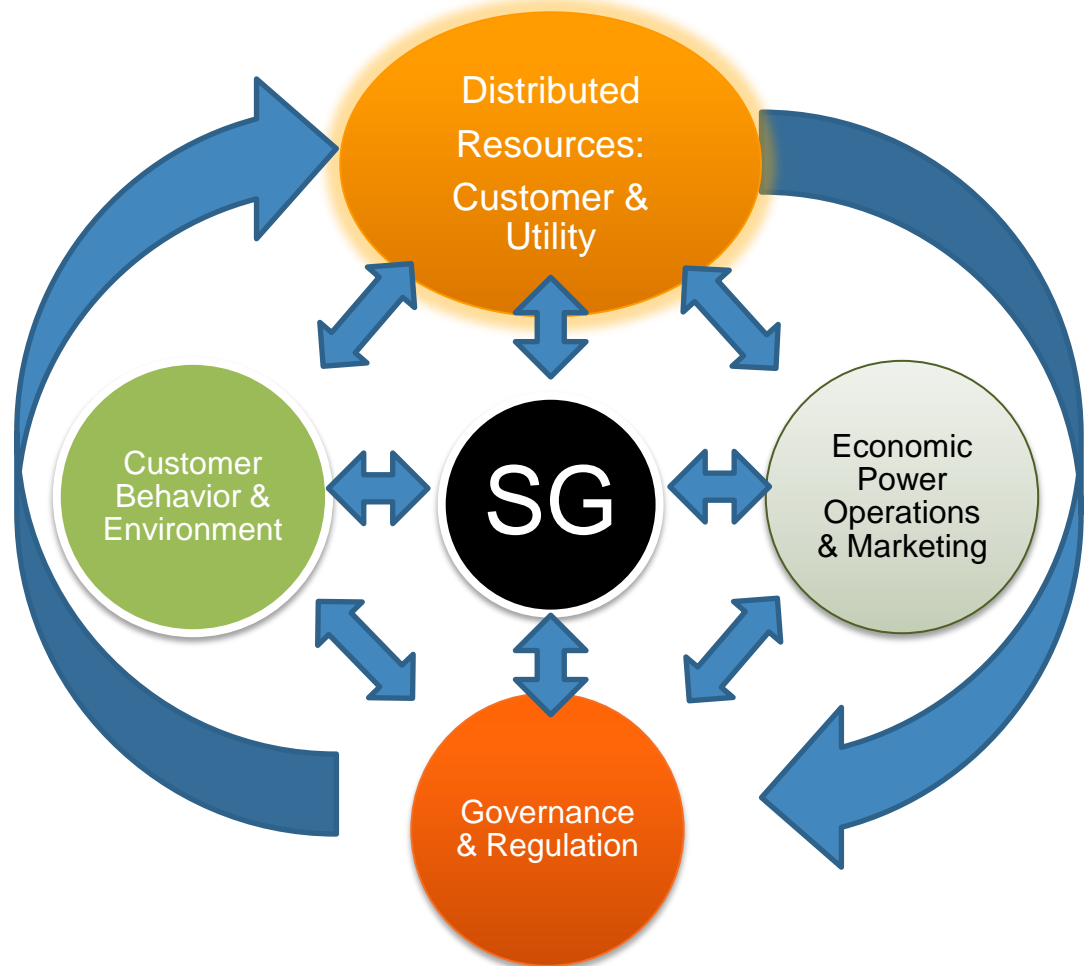 Distributed
Resources:
Customer &
Utility
Customer
Behavior &
Environment
SG
Economic
Power
Operations
& Marketing
Governance
& Regulation